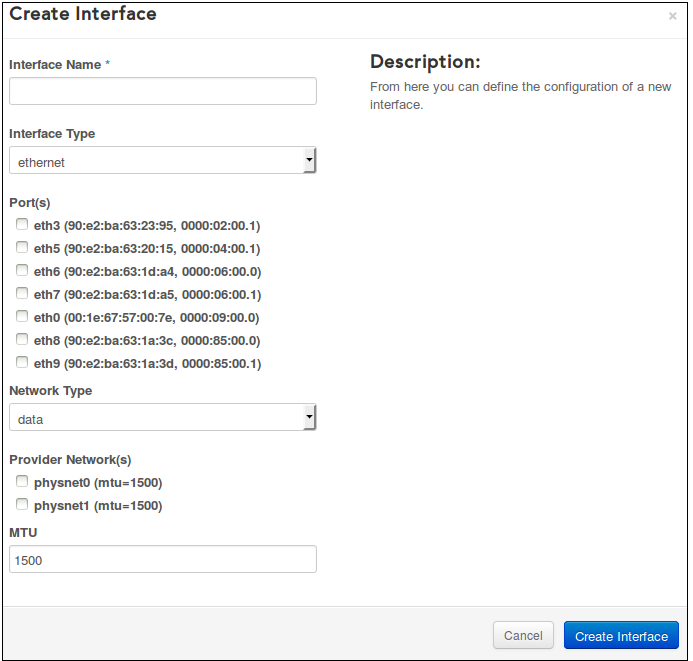 Create Interface
×
Interface Name *
Description:
From here you can define the configuration of a new
interface.
Interface Type
ethernet
Port(s)
eth3 (90:e2:ba:63:23:95, 0000:02:00.1)
eth5 (90:e2:ba:63:20:15, 0000:04:00.1)
eth6 (90:e2:ba:63:1d:a4, 0000:06:00.0)
eth7 (90:e2:ba:63:1d:a5, 0000:06:00.1)
eth0 (00:1e:67:57:00:7e, 0000:09:00.0)
eth8 (90:e2:ba:63:1a:3c, 0000:85:00.0)
eth9 (90:e2:ba:63:1a:3d, 0000:85:00.1)
Network Type
data
Provider Network(s)
physnet0 (mtu=1500)
physnet1 (mtu=1500)
MTU
1500
Cancel
Create Interface